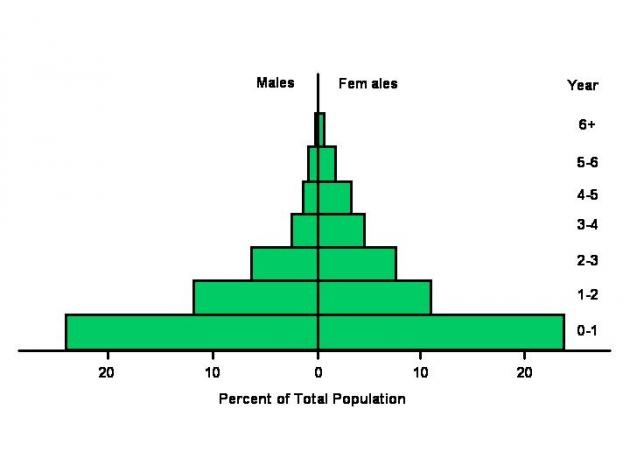 Males Fem ales Year
6+
5-6
4-5
3-4
2-3
1-2
0-1
20 10 0 10 20
Percent of Total Population